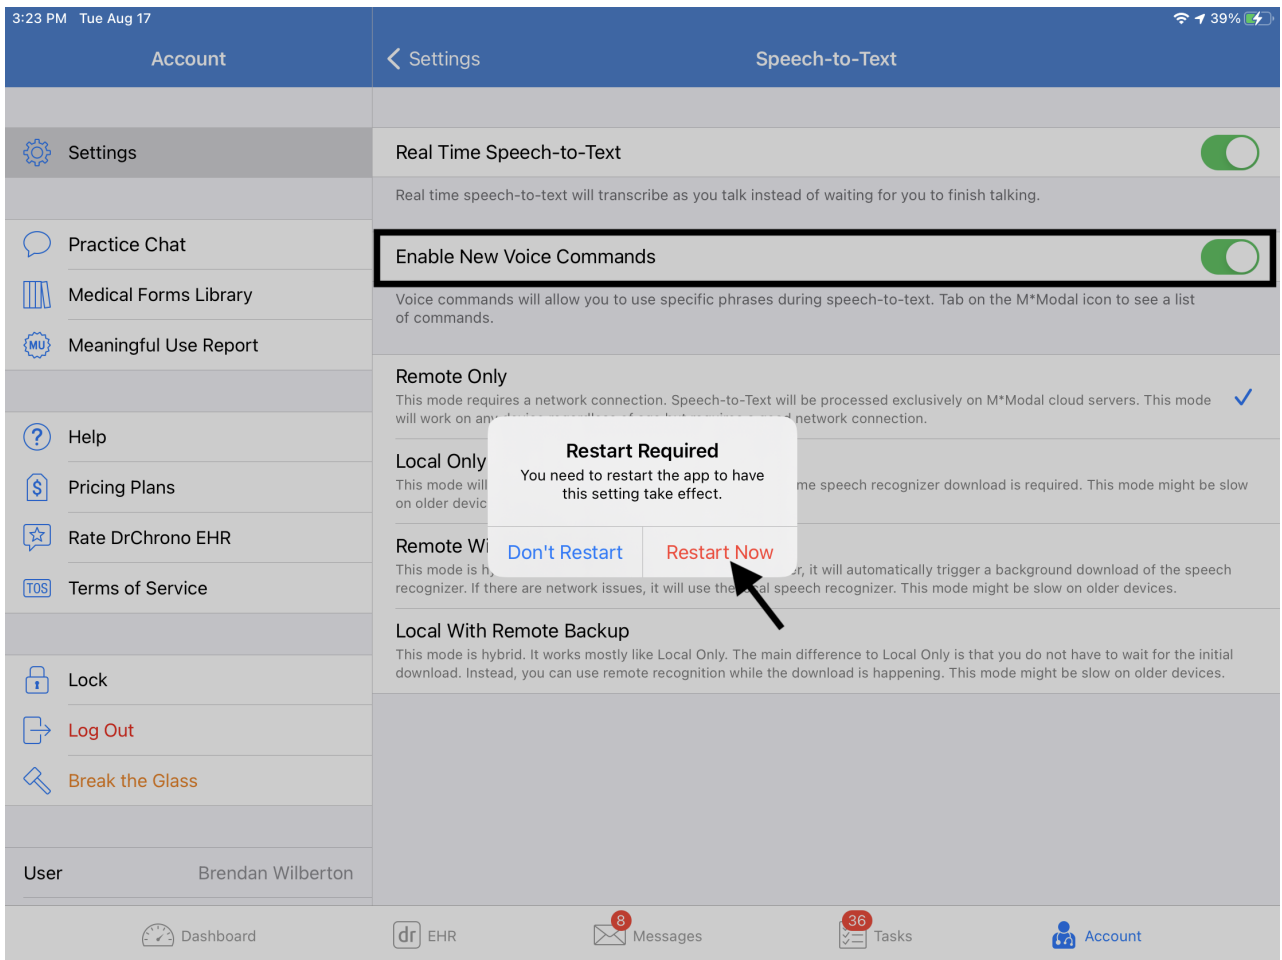 3:23 PM Tue Aug 17
39%
Account
Settings
Speech-to-Text
Settings
Practice Chat
Medical Forms Library
MU
Meaningful Use Report
?
Help
$
Pricing Plans
Rate DrChrono EHR
TOS
Terms of Service
Lock
Log Out
Break the Glass
User
Brendan Wilberton
Real Time Speech-to-Text
Real time speech-to-text will transcribe as you talk instead of waiting for you to finish talking.
Enable New Voice Commands
Voice commands will allow you to use specific phrases during speech-to-text. Tab on the M*Modal icon to see a list
of commands.
Remote Only
This mode requires a network connection. Speech-to-Text will be processed exclusively on M*Modal cloud servers. This mode
will work on any device regardless of age but requires a good network connection.
Local Only
This mode will me speech recognizer download is required. This mode might be slow
on older devic
Remote Wi
This mode is it will automatically trigger a background download of the speech
recognizer. If there are network issues, it will use the local speech recognizer. This mode might be slow on older devices.
Local With Remote Backup
This mode is hybrid. It works mostly like Local Only. The main difference to Local Only is that you do not have to wait for the initial
download. Instead, you can use remote recognition while the download is happening. This mode might be slow on older devices.
Restart Required
You need to restart the app to have
this setting take effect.
Don't Restart
Restart Now
Dashboard
dr
EHR
8
Messages
36
Tasks
Account